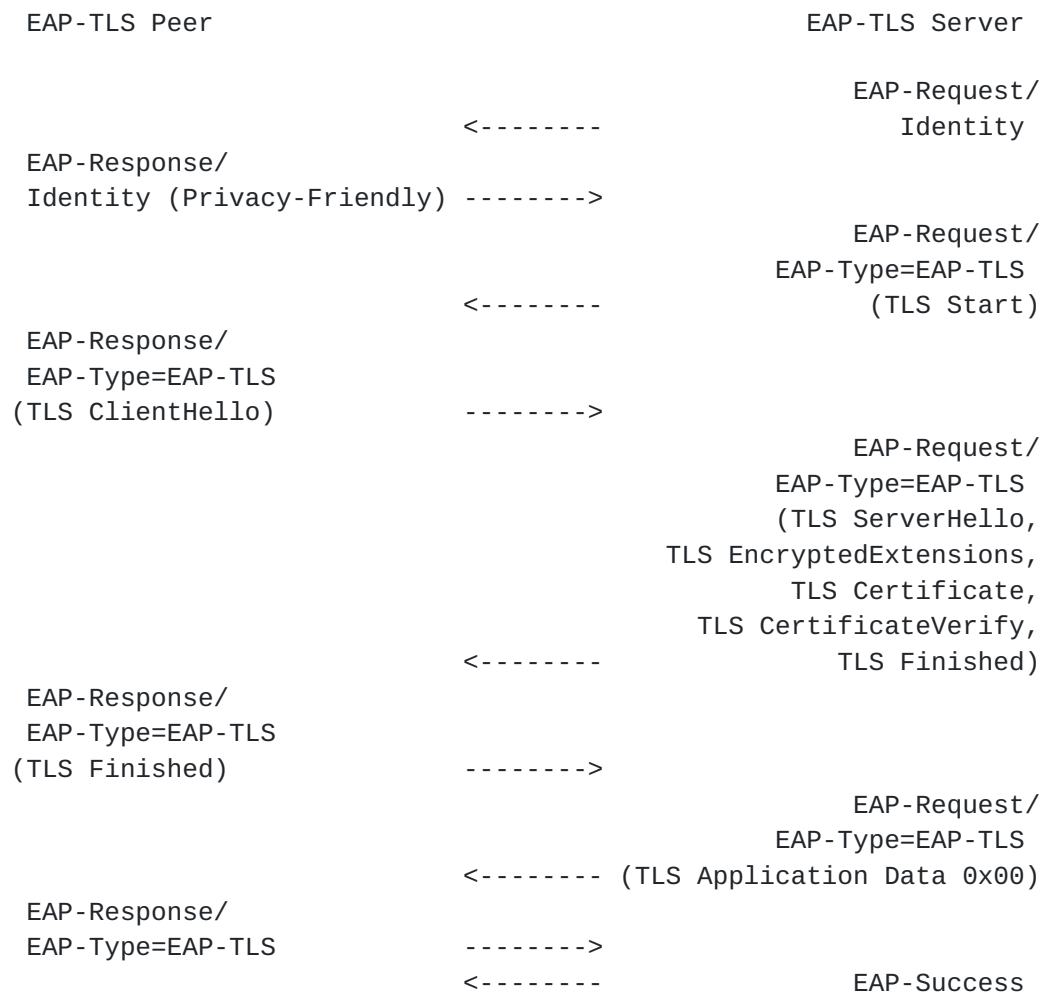 EAP-TLS Peer                                      EAP-TLS Server

                                                      EAP-Request/
                             <--------                   Identity
 EAP-Response/
 Identity (Privacy-Friendly) -------->
                                                      EAP-Request/
                                                 EAP-Type=EAP-TLS
                             <--------                 (TLS Start)
 EAP-Response/
 EAP-Type=EAP-TLS
(TLS ClientHello)            -------->
                                                      EAP-Request/
                                                 EAP-Type=EAP-TLS
                                                 (TLS ServerHello,
                                          TLS EncryptedExtensions,
                                                  TLS Certificate,
                                            TLS CertificateVerify,
                             <--------               TLS Finished)
 EAP-Response/
 EAP-Type=EAP-TLS
(TLS Finished)               -------->
                                                      EAP-Request/
                                                 EAP-Type=EAP-TLS
                             <-------- (TLS Application Data 0x00)
 EAP-Response/
 EAP-Type=EAP-TLS            -------->
                             <--------                EAP-Success